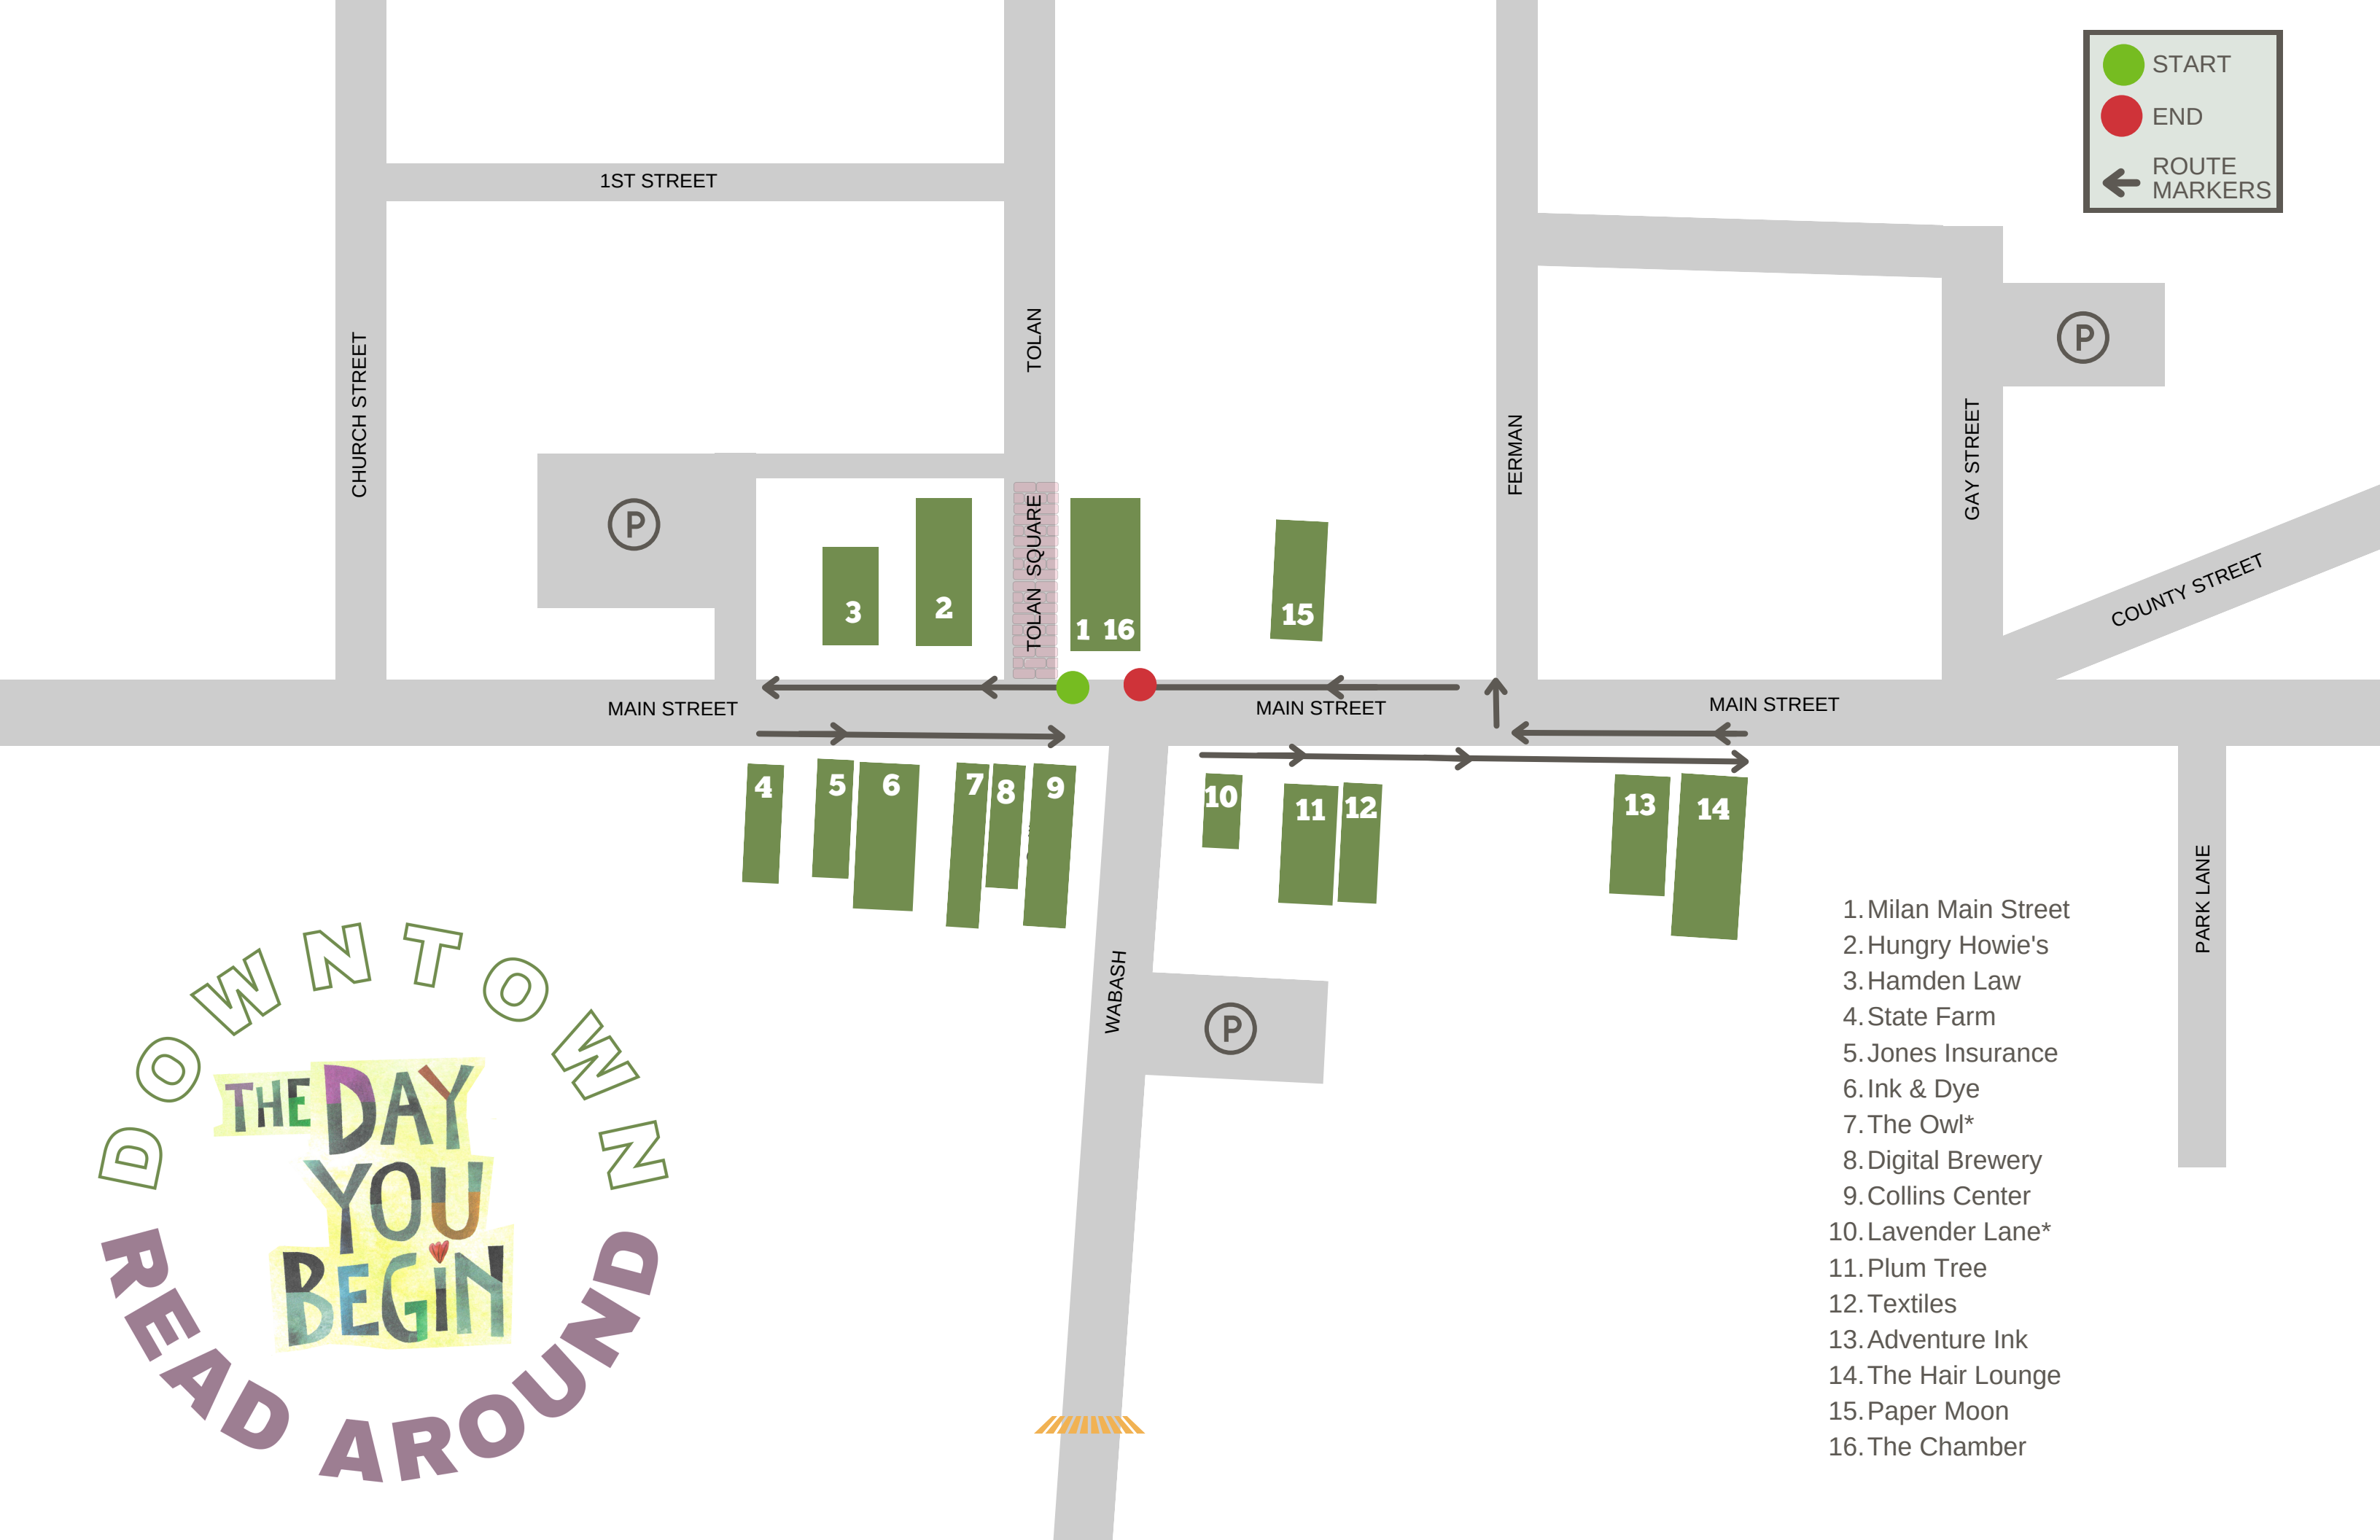 START
END
ROUTE
MARKERS
1ST STREET
CHURCH STREET
TOLAN
TOLAN SQUARE
FERMAN
GAY STREET
COUNTY STREET
P
P
3
2
1 16
15
MAIN STREET
MAIN STREET
MAIN STREET
4
5
6
7
8
9
10
11
12
13
14
WABASH
P
PARK LANE
1. Milan Main Street
2. Hungry Howie's
3. Hamden Law
4. State Farm
5. Jones Insurance
6. Ink & Dye
7. The Owl*
8. Digital Brewery
9. Collins Center
10. Lavender Lane*
11. Plum Tree
12. Textiles
13. Adventure Ink
14. The Hair Lounge
15. Paper Moon
16. The Chamber
DOWNTOWN
THE DAY
YOU
BEGiN
READ AROUND